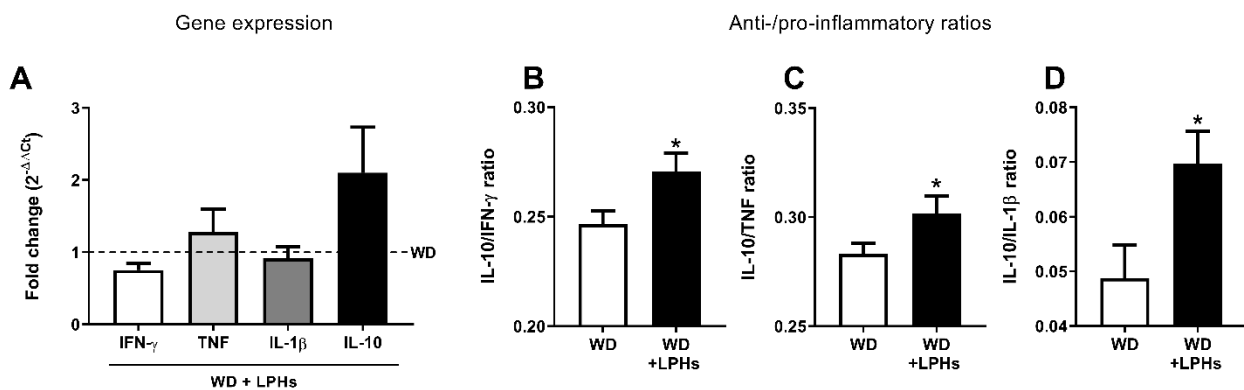 Gene expression
Anti-/pro-inflammatory ratios
A
Fold change (2^-ΔΔCt)
3
2
1
0
WD
IFN-γ
TNF
IL-1β
IL-10
WD + LPHs
B
IL-10/IFN-γ ratio
0.30
0.25
0.20
*
WD
WD
+LPHs
C
IL-10/TNF ratio
0.35
0.30
0.25
*
WD
WD
+LPHs
D
IL-10/IL-1β ratio
0.08
0.07
0.06
0.05
0.04
*
WD
WD
+LPHs